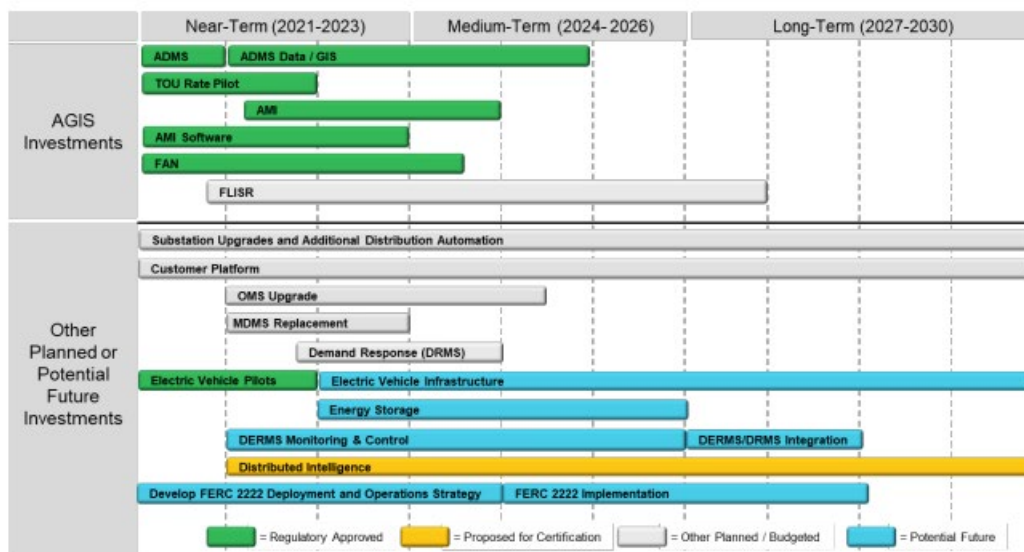 Near-Term (2021-2023)
Medium-Term (2024-2026)
Long-Term (2027-2030)
AGIS
Investments
ADMS
ADMS Data / GIS
TOU Rate Pilot
AMI
AMI Software
FAN
FLISR
Other
Planned or
Potential
Future
Investments
Substation Upgrades and Additional Distribution Automation
Customer Platform
OMS Upgrade
MDMS Replacement
Demand Response (DRMS)
Electric Vehicle Pilots
Electric Vehicle Infrastructure
Energy Storage
DERMS Monitoring & Control
DERMS/DRMS Integration
Distributed Intelligence
Develop FERC 2222 Deployment and Operations Strategy
FERC 2222 Implementation
= Regulatory Approved
= Proposed for Certification
= Other Planned / Budgeted
= Potential Future